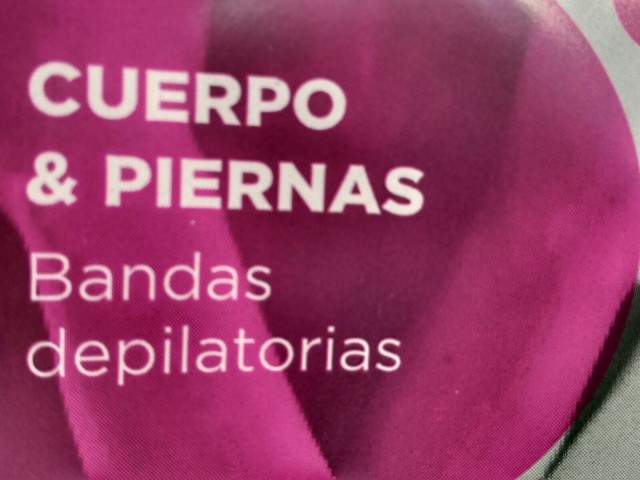 CUERPO
& PIERNAS
Bandas
depilatorias